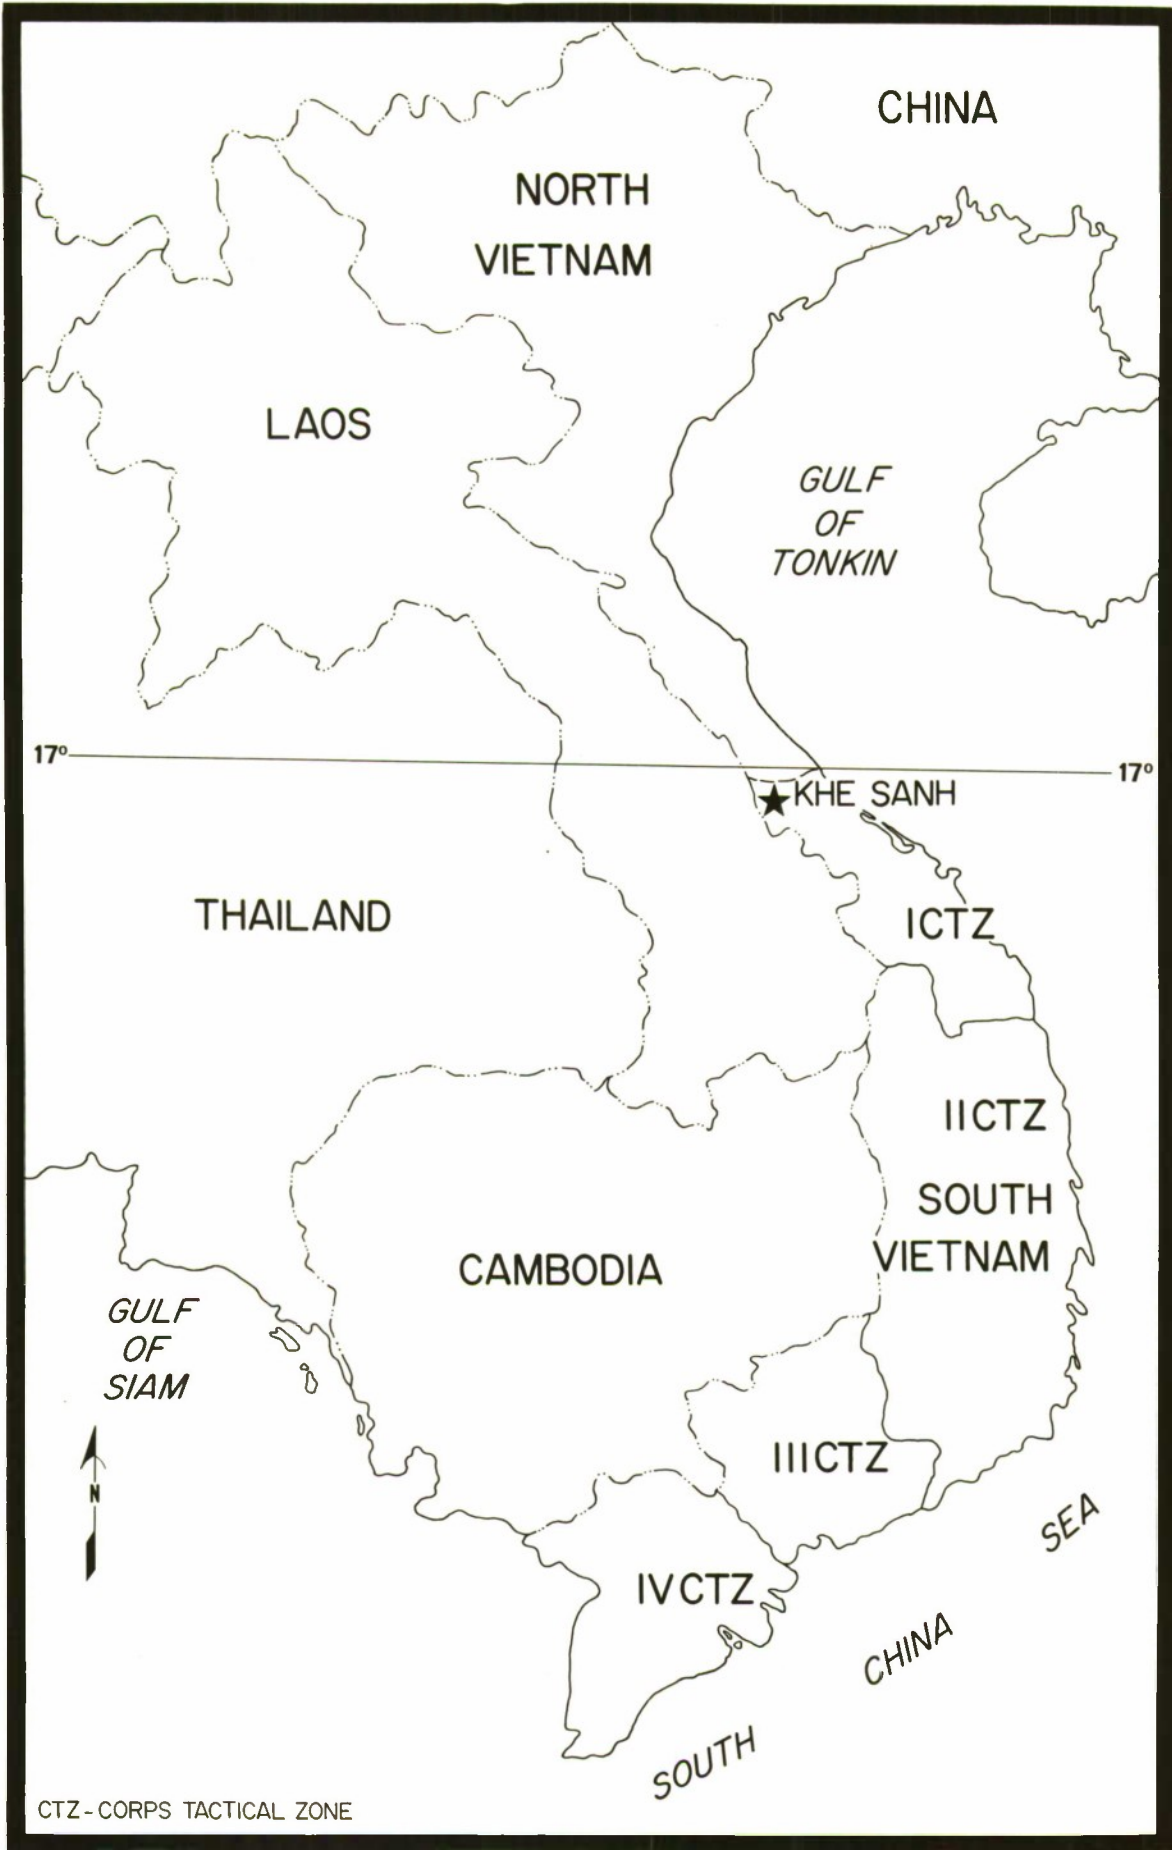 CHINA
NORTH
VIETNAM
LAOS
GULF
OF
TONKIN
17°
17°
KHE SANH
THAILAND
ICTZ
IICTZ
SOUTH
VIETNAM
CAMBODIA
GULF
OF
SIAM
N
IIICTZ
IVCTZ
SOUTH
CHINA
SEA
CTZ-CORPS TACTICAL ZONE